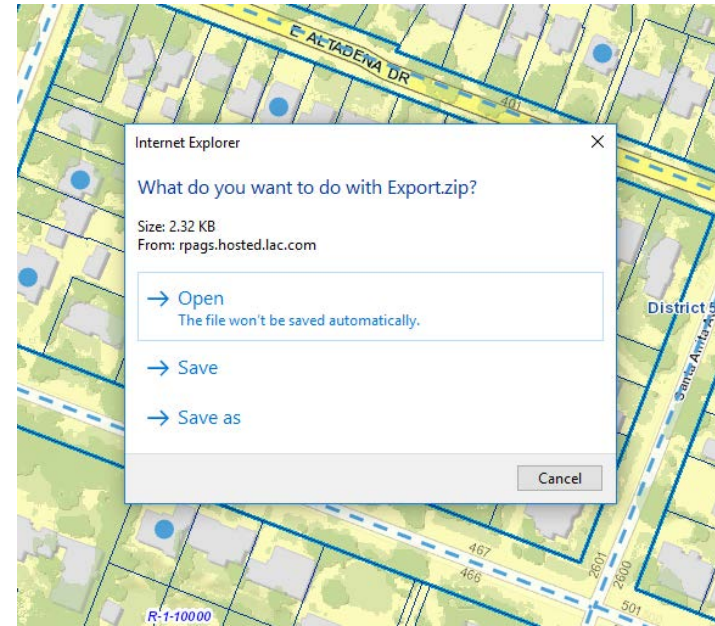 E ALTADENA DR
401
Internet Explorer
What do you want to do with Export.zip?
Size: 2.32 KB
From: rpags.hosted.lac.com
Open
The file won't be saved automatically.
Save
Save as
Cancel
District 5
Santa Anita
467
466
2601
2600
501
R-1-10000